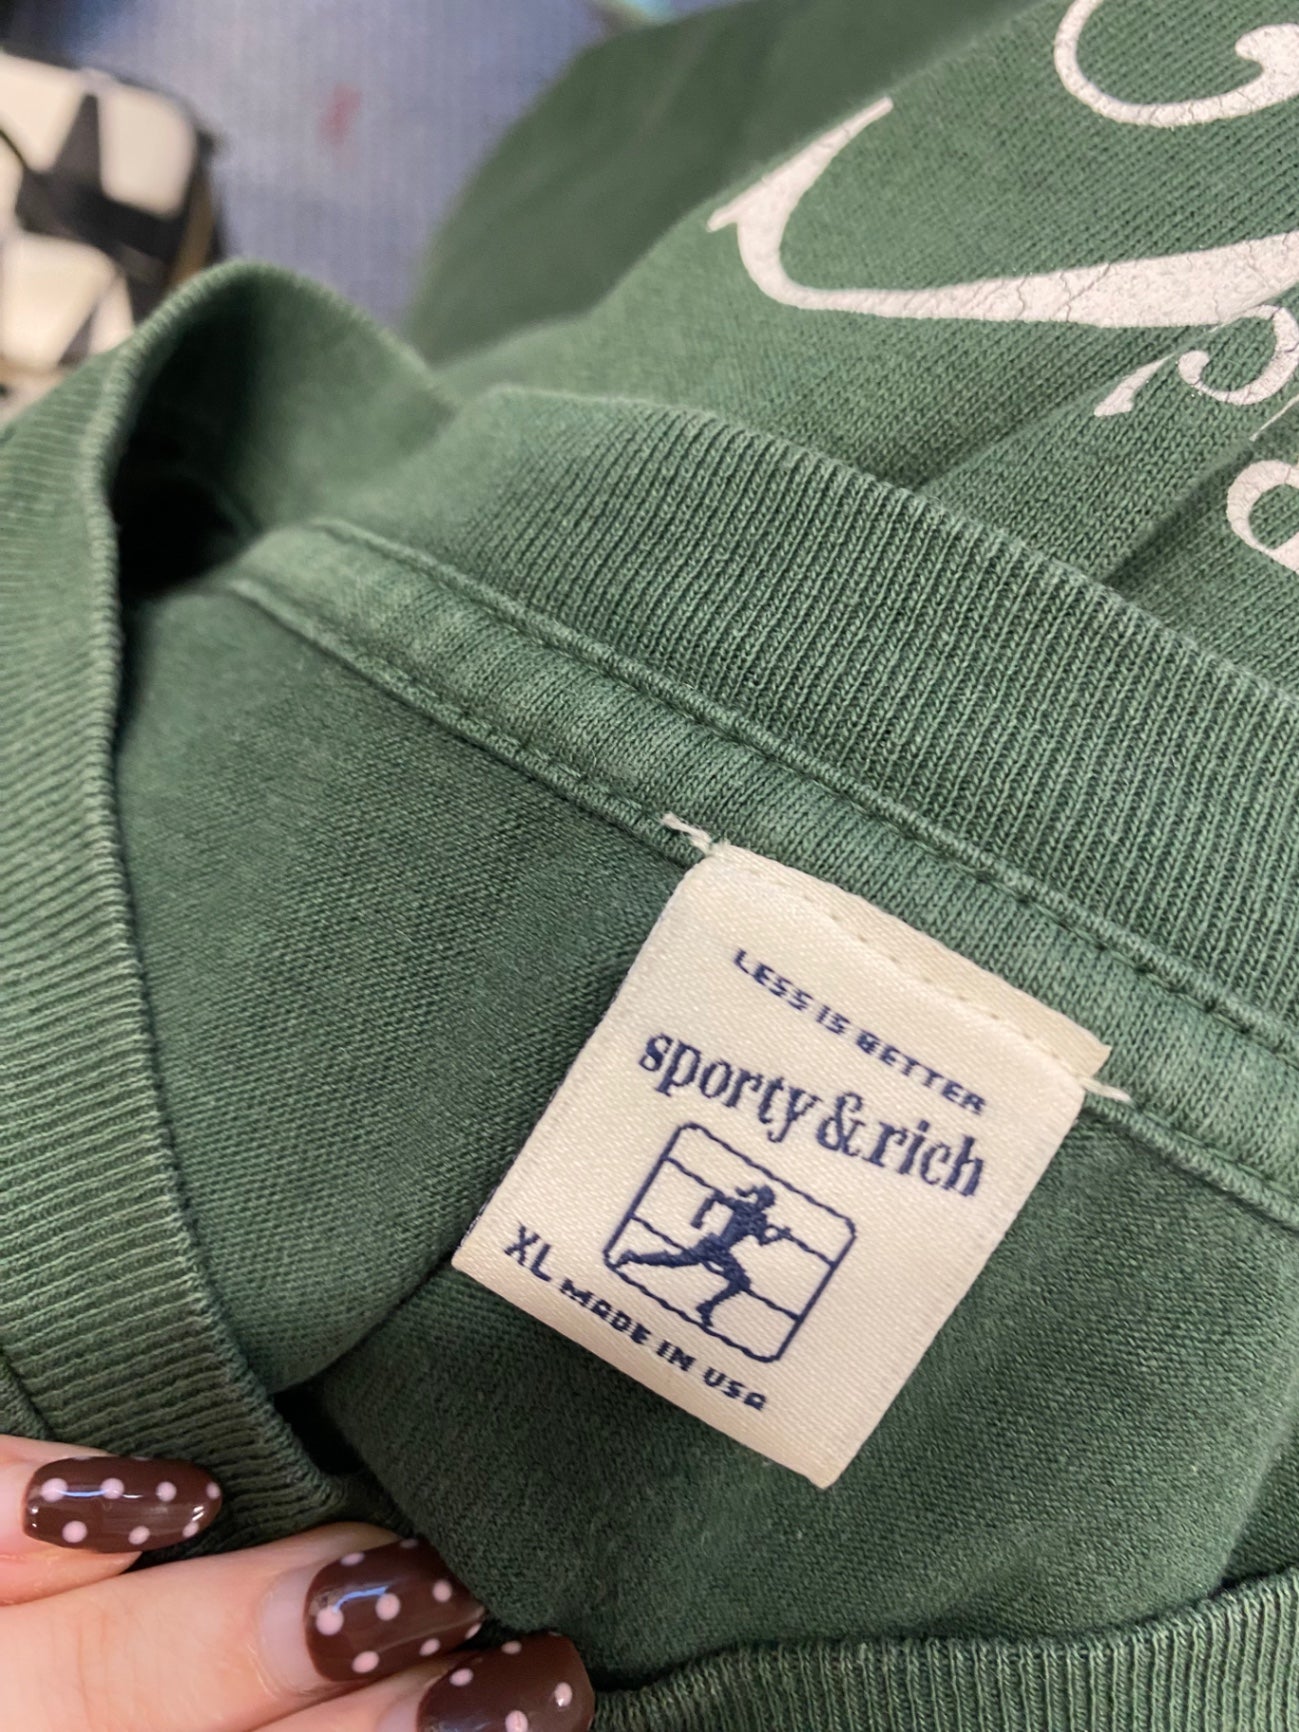 LESS IS BETTER
sporty & rich
XL MADE IN USA